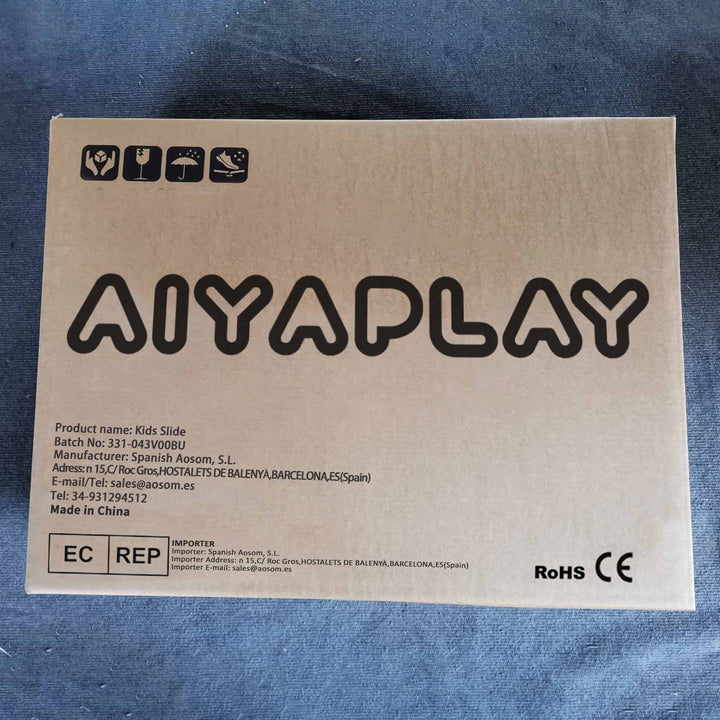 AIYAPLAY
Product name: Kids Slide
Batch No: 331-043V00BU
Manufacturer: Spanish Aosom, S.L.
Adress: n 15,C/ Roc Gros,HOSTALETS DE BALENYÀ,BARCELONA,ES(Spain)
E-mail/Tel: sales@aosom.es
Tel: 34-931294512
Made in China
EC REP
IMPORTER
Importer: Spanish Aosom, S.L.
Importer Address: n 15,C/ Roc Gros,HOSTALETS DE BALENYÀ,BARCELONA,ES(Spain)
Importer E-mail: sales@aosom.es
RoHS CE